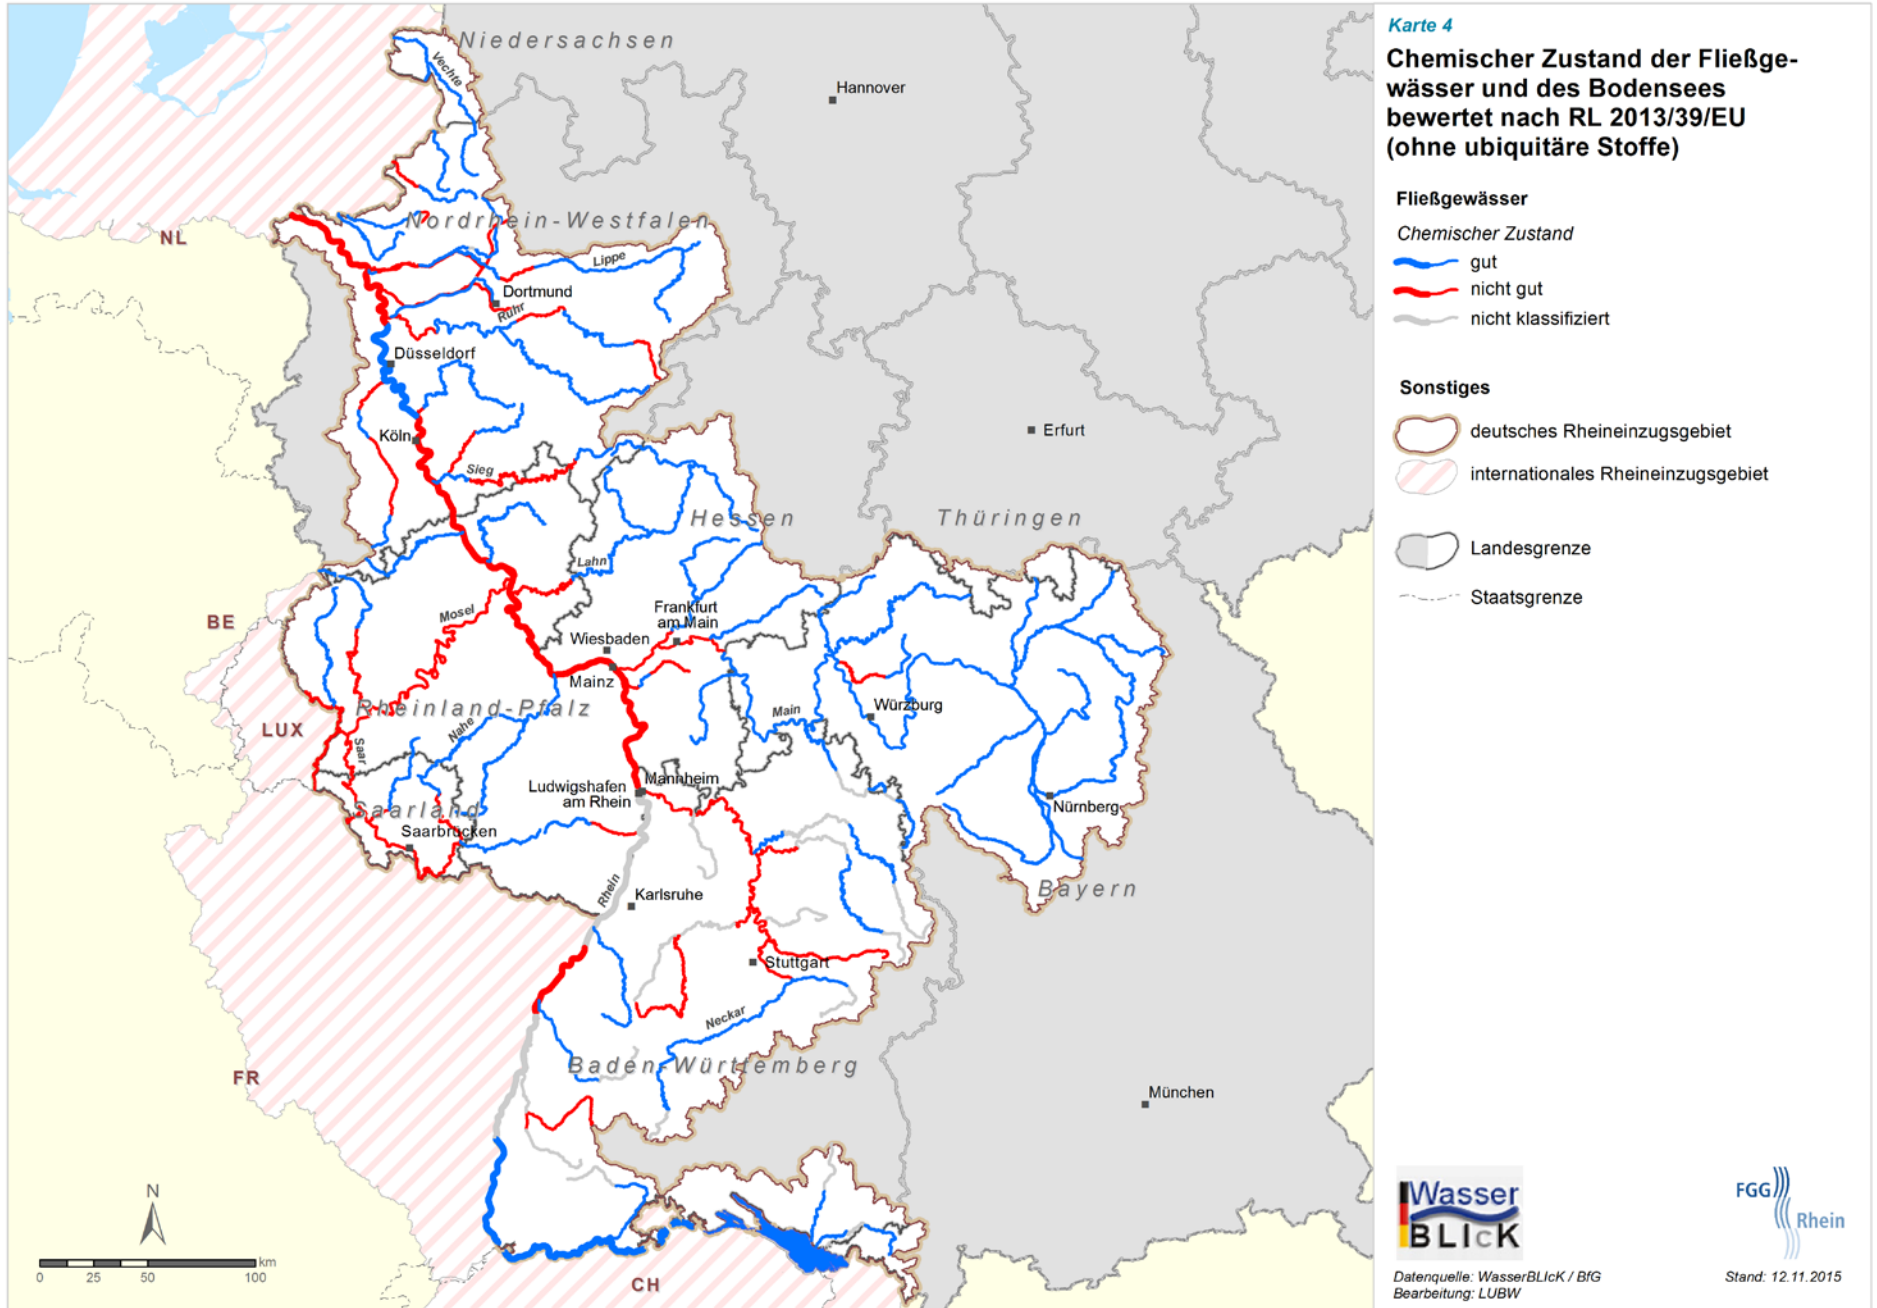 Karte 4
Chemischer Zustand der Fließge-
wässer und des Bodensees
bewertet nach RL 2013/39/EU
(ohne ubiquitäre Stoffe)
Fließgewässer
Chemischer Zustand
gut
nicht gut
nicht klassifiziert
Sonstiges
deutsches Rheineinzugsgebiet
internationales Rheineinzugsgebiet
Landesgrenze
Staatsgrenze
Niedersachsen
Vechte
Hannover
Nordrhein-Westfalen
NL
Lippe
Dortmund
Ruhr
Düsseldorf
Köln
Erfurt
Sieg
Hessen
Thüringen
Lahn
Mosel
Frankfurt
am Main
BE
Wiesbaden
Mainz
Rheinland-Pfalz
Würzburg
Main
LUX
Saar
Nahe
Mannheim
Ludwigshafen
am Rhein
Saarland
Saarbrücken
Nürnberg
Rhein
Karlsruhe
Bayern
Stuttgart
Neckar
Baden-Württemberg
FR
München
N
km
0 25 50 100
CH
Wasser
BLIcK
FGG
Rhein
Datenquelle: WasserBLIcK / BfG
Bearbeitung: LUBW
Stand: 12.11.2015